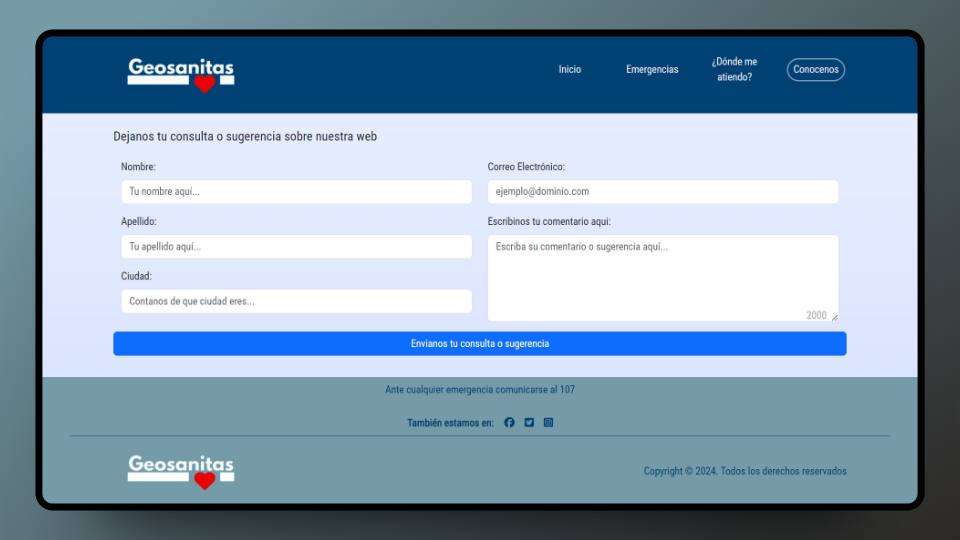 Geosanitas
Inicio
Emergencias
¿Dónde me
atiendo?
Conocenos
Dejanos tu consulta o sugerencia sobre nuestra web
Nombre:
Tu nombre aquí...
Apellido:
Tu apellido aquí...
Ciudad:
Contanos de que ciudad eres...
Correo Electrónico:
ejemplo@dominio.com
Escribinos tu comentario aqui:
Escriba su comentario o sugerencia aquí...
2000
Envianos tu consulta o sugerencia
Ante cualquier emergencia comunicarse al 107
También estamos en:
Geosanitas
Copyright © 2024. Todos los derechos reservados